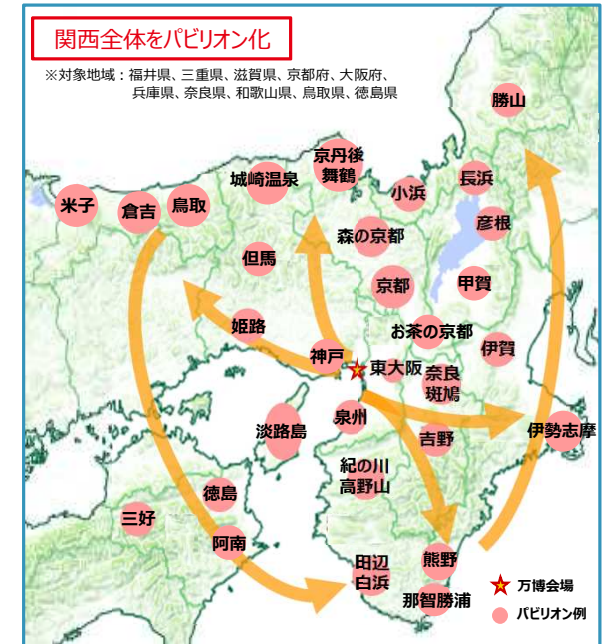 関西全体をパビリオン化
※対象地域：福井県、三重県、滋賀県、京都府、大阪府、
兵庫県、奈良県、和歌山県、鳥取県、徳島県
勝山
京丹後
舞鶴
城崎温泉
小浜
長浜
米子
倉吉
鳥取
森の京都
彦根
但馬
京都
甲賀
姫路
お茶の京都
伊賀
神戸
東大阪
奈良
斑鳩
淡路島
泉州
吉野
伊勢志摩
紀の川
高野山
徳島
三好
阿南
田辺
白浜
熊野
那智勝浦
万博会場
パビリオン例